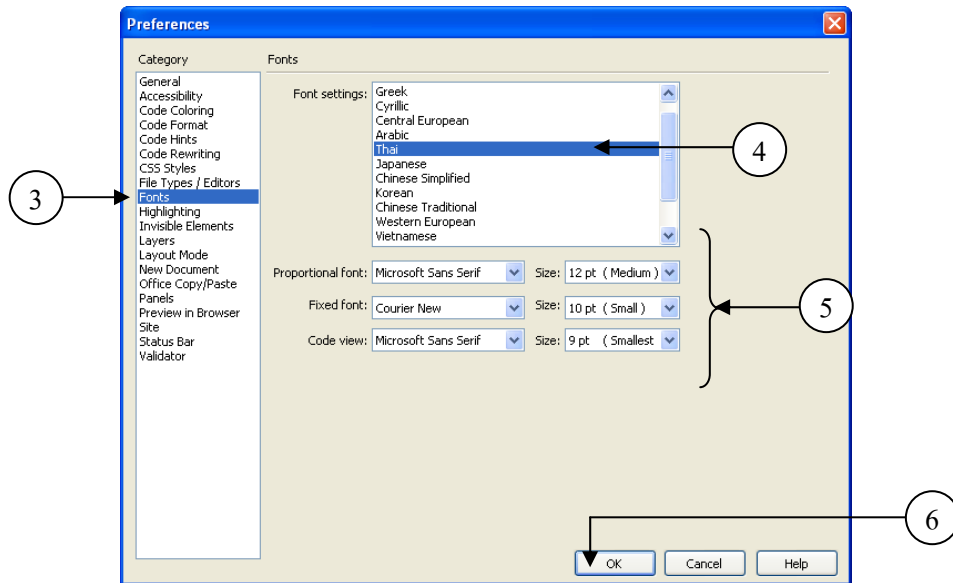 Preferences
Category
General
Accessibility
Code Coloring
Code Format
Code Hints
Code Rewriting
CSS Styles
File Types / Editors
Fonts
Highlighting
Invisible Elements
Layers
Layout Mode
New Document
Office Copy/Paste
Panels
Preview in Browser
Site
Status Bar
Validator
Fonts
Font settings:
Greek
Cyrillic
Central European
Arabic
Thai
Japanese
Chinese Simplified
Korean
Chinese Traditional
Western European
Vietnamese
Proportional font: Microsoft Sans Serif Size: 12 pt ( Medium )
Fixed font: Courier New Size: 10 pt ( Small )
Code view: Microsoft Sans Serif Size: 9 pt ( Smallest
OK Cancel Help
3
4
5
6